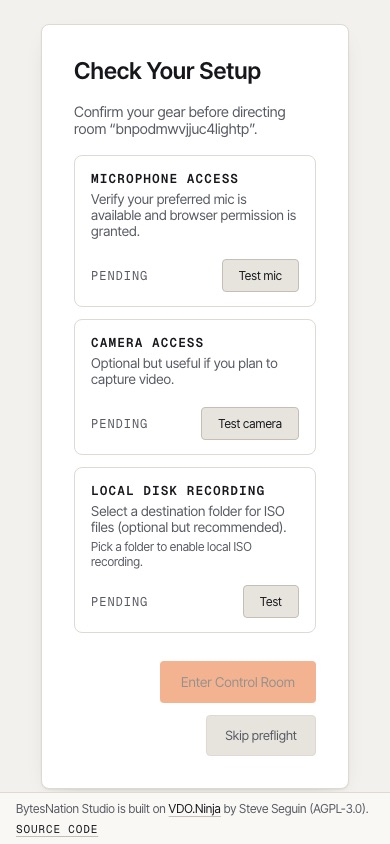 Check Your Setup
Confirm your gear before directing
room “bnpodmwvjjuc4lightp”.
MICROPHONE ACCESS
Verify your preferred mic is
available and browser permission is
granted.
PENDING
Test mic
CAMERA ACCESS
Optional but useful if you plan to
capture video.
PENDING
Test camera
LOCAL DISK RECORDING
Select a destination folder for ISO
files (optional but recommended).
Pick a folder to enable local ISO
recording.
PENDING
Test
Enter Control Room
Skip preflight
BytesNation Studio is built on VDO.Ninja by Steve Seguin (AGPL-3.0).
SOURCE CODE